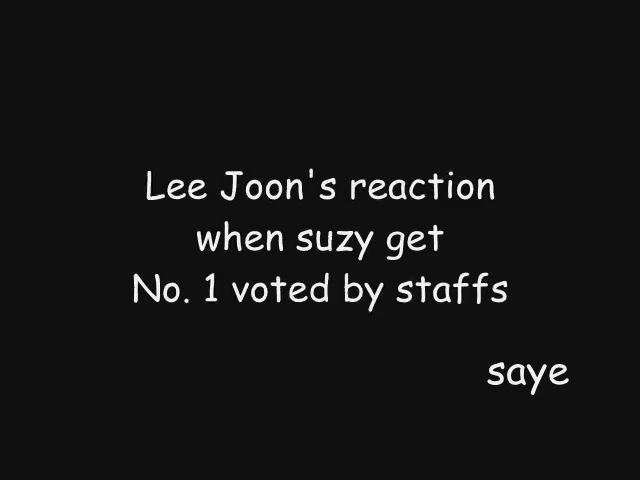 Lee Joon's reaction
when suzy get
No. 1 voted by staffs
saye